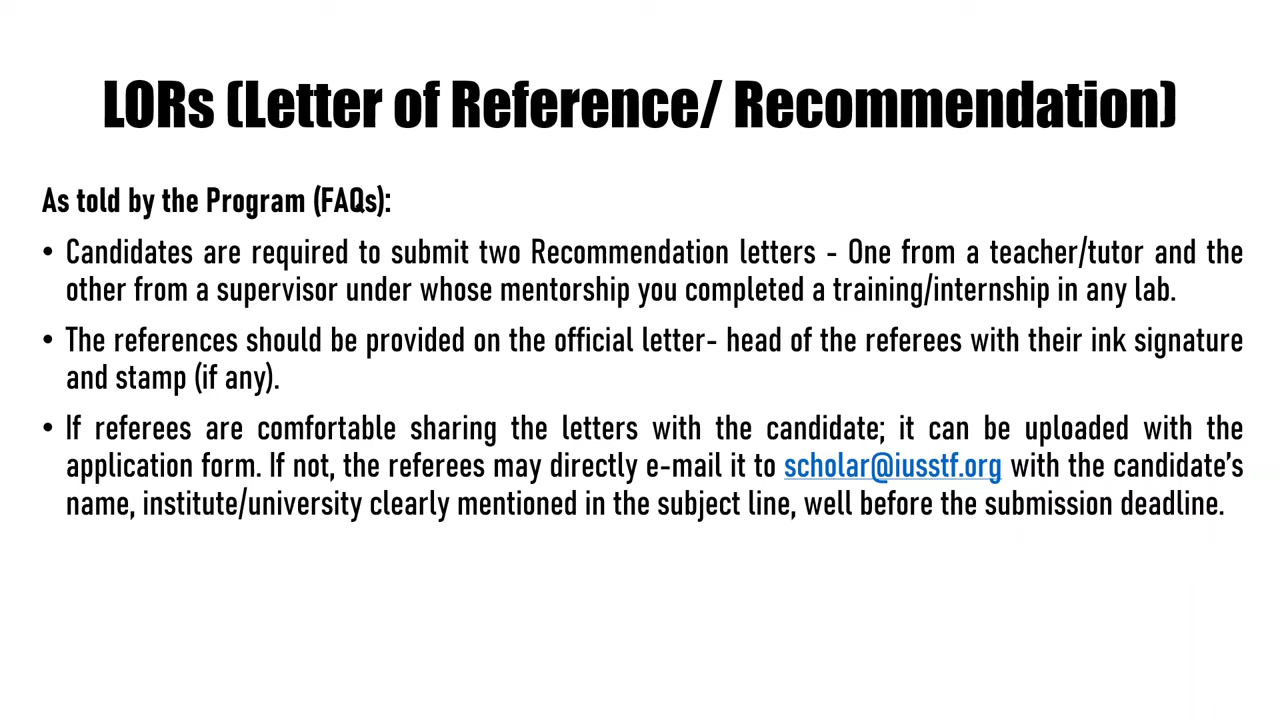 LORs (Letter of Reference/ Recommendation)
As told by the Program (FAQs):
• Candidates are required to submit two Recommendation letters - One from a teacher/tutor and the
other from a supervisor under whose mentorship you completed a training/internship in any lab.
• The references should be provided on the official letter- head of the referees with their ink signature
and stamp (if any).
• If referees are comfortable sharing the letters with the candidate; it can be uploaded with the
application form. If not, the referees may directly e-mail it to scholar@iusstf.org with the candidate's
name, institute/university clearly mentioned in the subject line, well before the submission deadline.